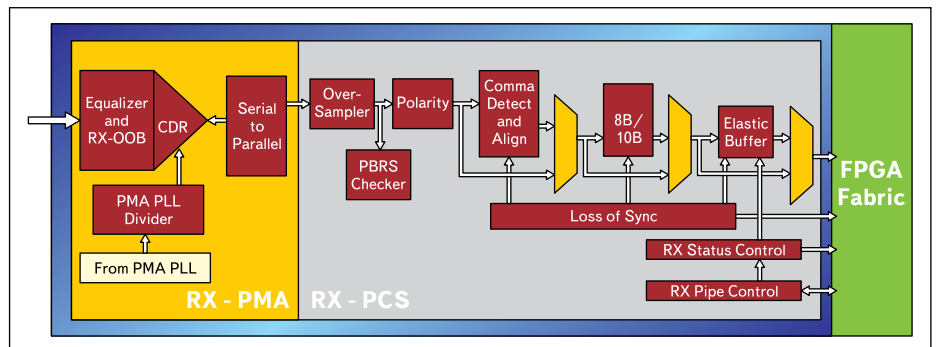 Equalizer
and
RX-OOB
CDR
Serial
to
Parallel
Over-
Sampler
Polarity
Comma
Detect
and
Align
8B/
10B
Elastic
Buffer
PBRS
Checker
PMA PLL
Divider
From PMA PLL
Loss of Sync
RX Status Control
RX Pipe Control
RX - PMA
RX - PCS
FPGA
Fabric